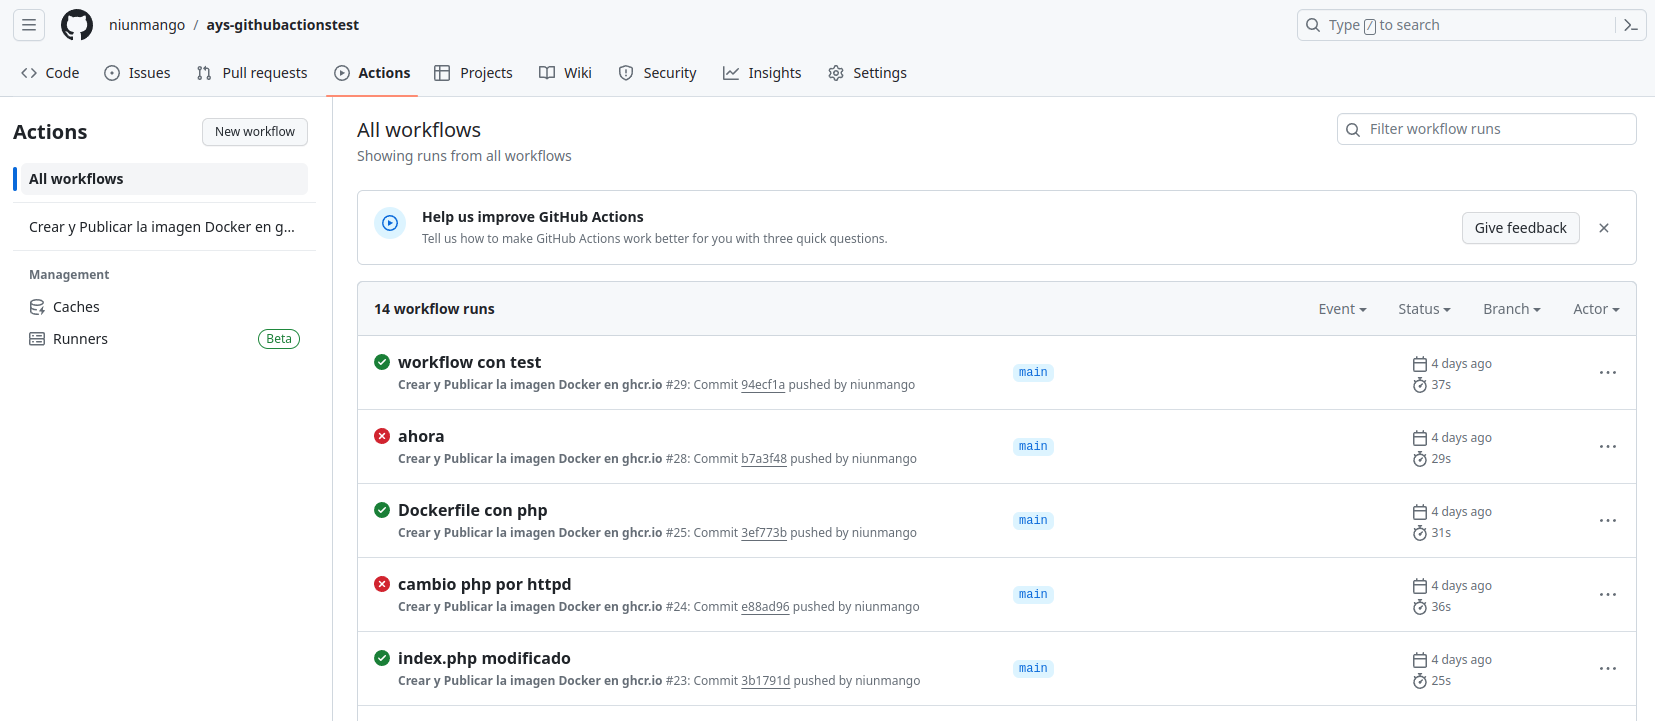 niunmango / ays-githubactionstest
Type / to search
Code Issues Pull requests Actions Projects Wiki Security Insights Settings
Actions
New workflow
All workflows
Crear y Publicar la imagen Docker en g...
Management
Caches
Runners Beta
All workflows
Showing runs from all workflows
Filter workflow runs
Help us improve GitHub Actions
Tell us how to make GitHub Actions work better for you with three quick questions.
Give feedback
14 workflow runs
Event Status Branch Actor
workflow con test
Crear y Publicar la imagen Docker en ghcr.io #29: Commit 94ecf1a pushed by niunmango
main
4 days ago
37s
ahora
Crear y Publicar la imagen Docker en ghcr.io #28: Commit b7a3f48 pushed by niunmango
main
4 days ago
29s
Dockerfile con php
Crear y Publicar la imagen Docker en ghcr.io #25: Commit 3ef773b pushed by niunmango
main
4 days ago
31s
cambio php por httpd
Crear y Publicar la imagen Docker en ghcr.io #24: Commit e88ad96 pushed by niunmango
main
4 days ago
36s
index.php modificado
Crear y Publicar la imagen Docker en ghcr.io #23: Commit 3b1791d pushed by niunmango
main
4 days ago
25s